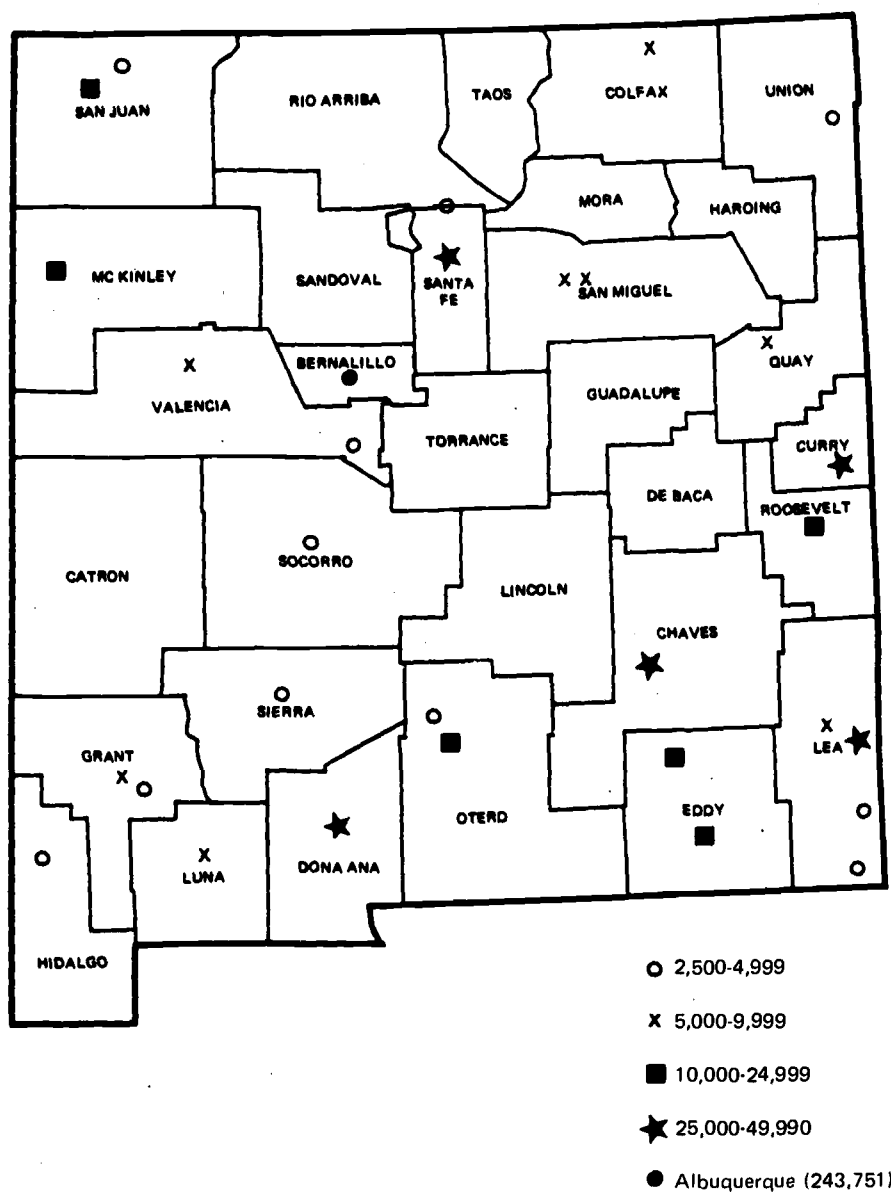 SAN JUAN
RIO ARRIBA
TAOS
COLFAX
UNION
MORA
HARDING
MC KINLEY
SANDOVAL
SANTA
FE
SAN MIGUEL
BERNALILLO
QUAY
VALENCIA
GUADALUPE
TORRANCE
CURRY
DE BACA
ROOSEVELT
CATRON
SOCORRO
LINCOLN
CHAVES
SIERRA
GRANT
LEA
OTERO
EDDY
LUNA
DONA ANA
HIDALGO
2,500-4,999
X 5,000-9,999
10,000-24,999
25,000-49,990
Albuquerque (243,751)